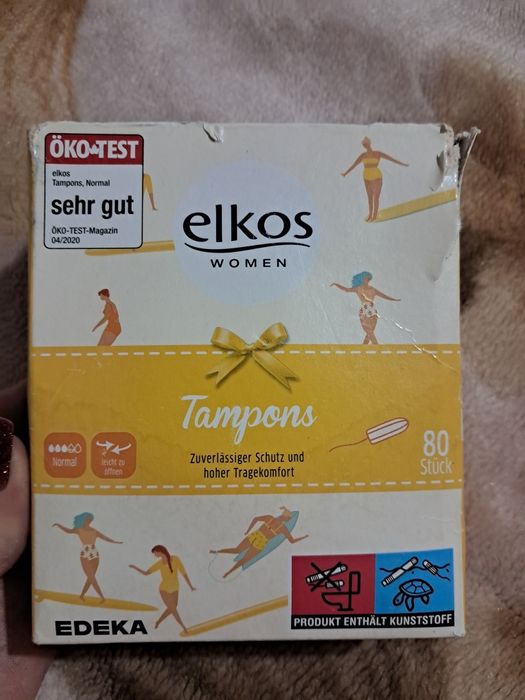 ÖKO-TEST
elkos
Tampons, Normal
sehr gut
ÖKO-TEST-Magazin
04/2020
elkos
WOMEN
Tampons
Zuverlässiger Schutz und
hoher Tragekomfort
Normal
leicht zu
öffnen
80
Stück
EDEKA
PRODUKT ENTHÄLT KUNSTSTOFF